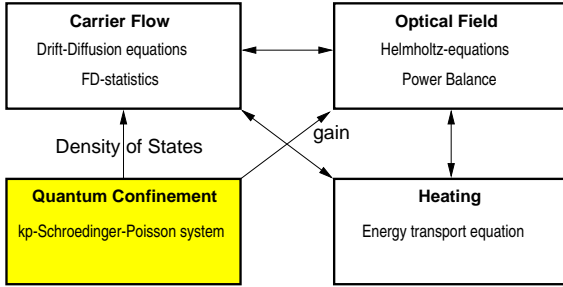 Carrier Flow
Drift-Diffusion equations
FD-statistics
Optical Field
Helmholtz-equations
Power Balance
Density of States
gain
Quantum Confinement
kp-Schroedinger-Poisson system
Heating
Energy transport equation